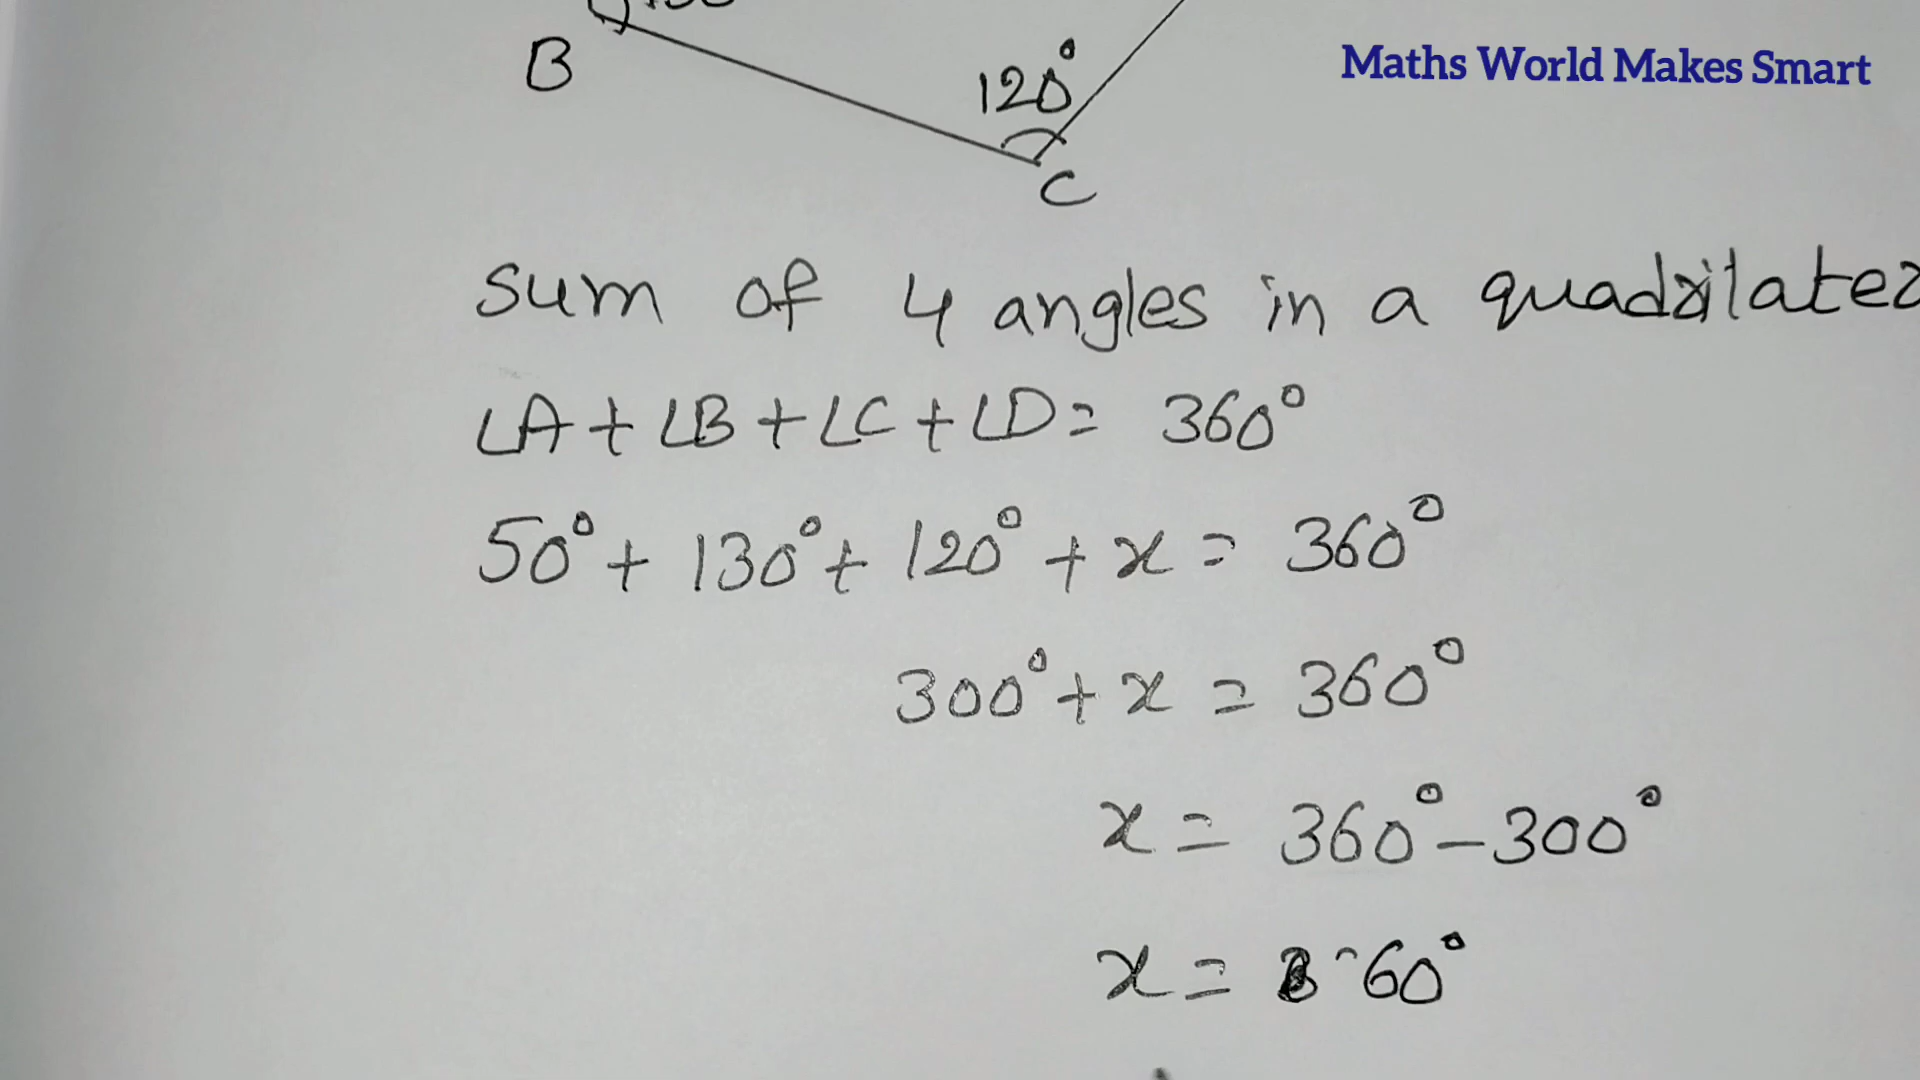 B
120°
Maths World Makes Smart
C
Sum of 4 angles in a quadrilater
∠A + ∠B + ∠C + ∠D = 360°
50° + 130° + 120° + x = 360°
300° + x = 360°
x = 360° - 300°
x = 60°